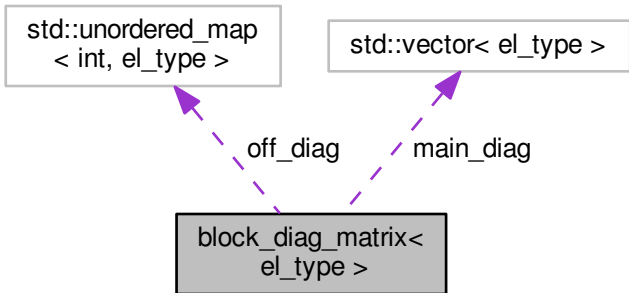 std::unordered_map
< int, el_type >
std::vector< el_type >
off_diag
main_diag
block_diag_matrix<
el_type >